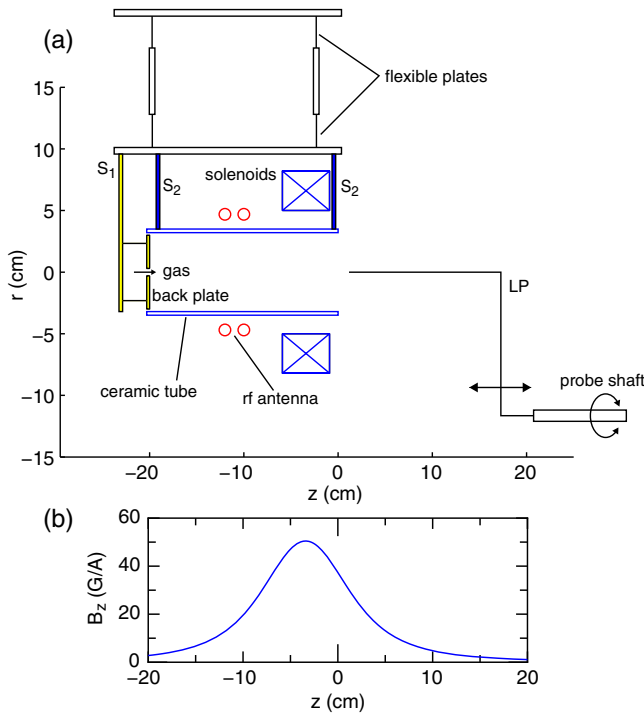 (a)
flexible plates
15
10
S₁
S₂
solenoids
S₂
5
r (cm)
0
gas
LP
back plate
−5
ceramic tube
rf antenna
probe shaft
−10
−15
−20
−10
0
10
20
z (cm)
(b)
60
40
20
0
B_z (G/A)
−20
−10
0
10
20
z (cm)